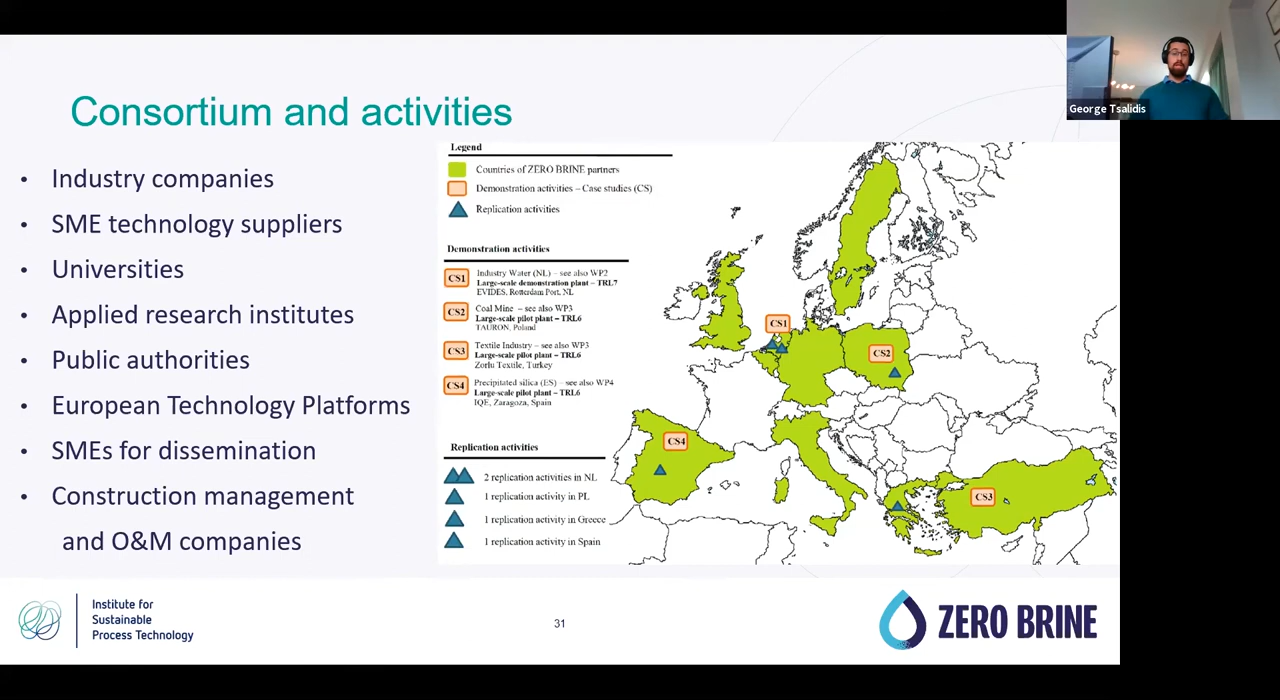 George Tsalidis
Consortium and activities
• Industry companies
• SME technology suppliers
• Universities
• Applied research institutes
• Public authorities
• European Technology Platforms
• SMEs for dissemination
• Construction management
and O&M companies
Legend
Countries of ZERO BRINE partners
Demonstration activities – Case studies (CS)
Replication activities
Demonstration activities
CS1
Industry Water (NL) – see also WP2
Large-scale demonstration plant – TRL7
EVIDES, Rotterdam Port, NL
CS2
Coal Mine – see also WP3
Large-scale pilot plant – TRL6
TAURON, Poland
CS3
Textile Industry – see also WP3
Large-scale pilot plant – TRL6
Zorlu Textile, Turkey
CS4
Precipitated silica (ES) – see also WP4
Large-scale pilot plant – TRL6
IQE, Zaragoza, Spain
Replication activities
2 replication activities in NL
1 replication activity in PL
1 replication activity in Greece
1 replication activity in Spain
CS1
CS2
CS4
CS3
Institute for
Sustainable
Process Technology
31
ZERO BRINE